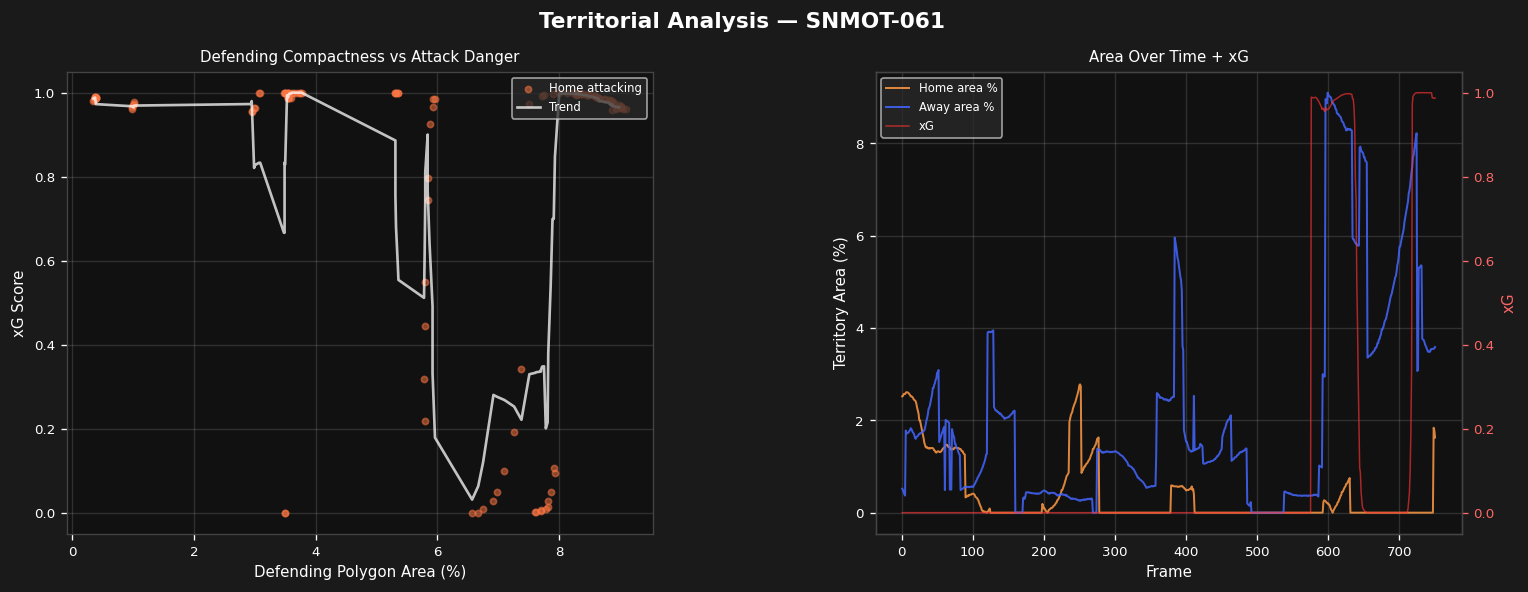 Territorial Analysis — SNMOT-061
Defending Compactness vs Attack Danger
1.0
0.8
0.6
0.4
0.2
0.0
xG Score
0
2
4
6
8
Defending Polygon Area (%)
Home attacking
Trend
Area Over Time + xG
Home area %
Away area %
xG
8
6
4
2
0
Territory Area (%)
0
100
200
300
400
500
600
700
Frame
1.0
0.8
0.6
0.4
0.2
0.0
xG